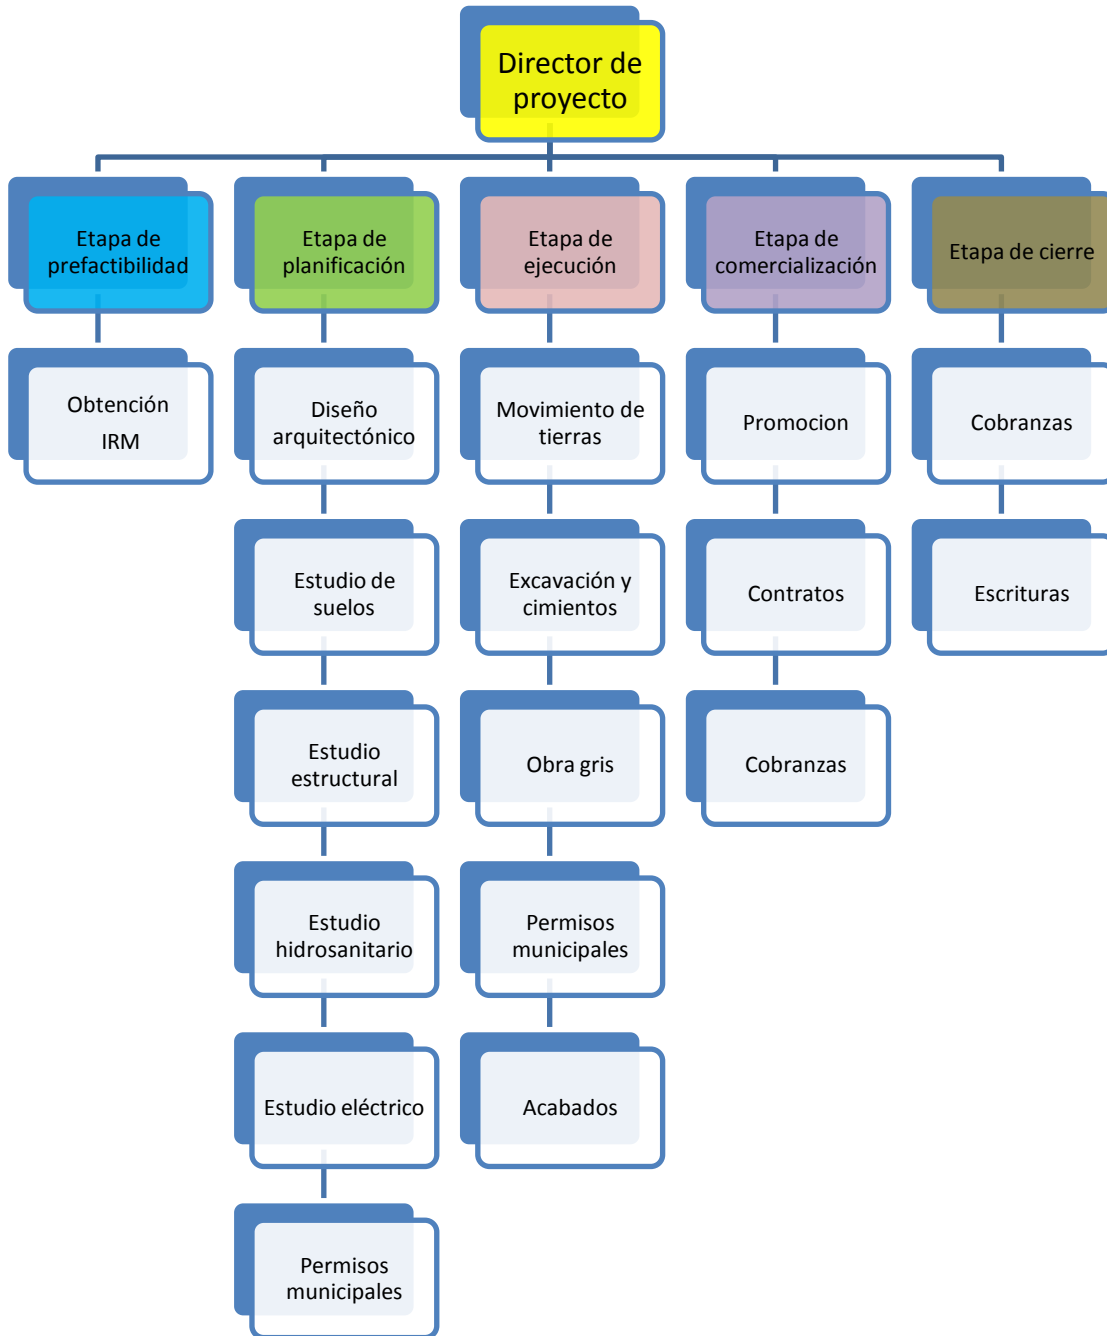 Director de
proyecto
Etapa de
prefactibilidad
Etapa de
planificación
Etapa de
ejecución
Etapa de
comercialización
Etapa de cierre
Obtención
IRM
Diseño
arquitectónico
Movimiento de
tierras
Promocion
Cobranzas
Estudio de
suelos
Excavación y
cimientos
Contratos
Escrituras
Estudio
estructural
Obra gris
Cobranzas
Estudio
hidrosanitario
Permisos
municipales
Estudio eléctrico
Acabados
Permisos
municipales